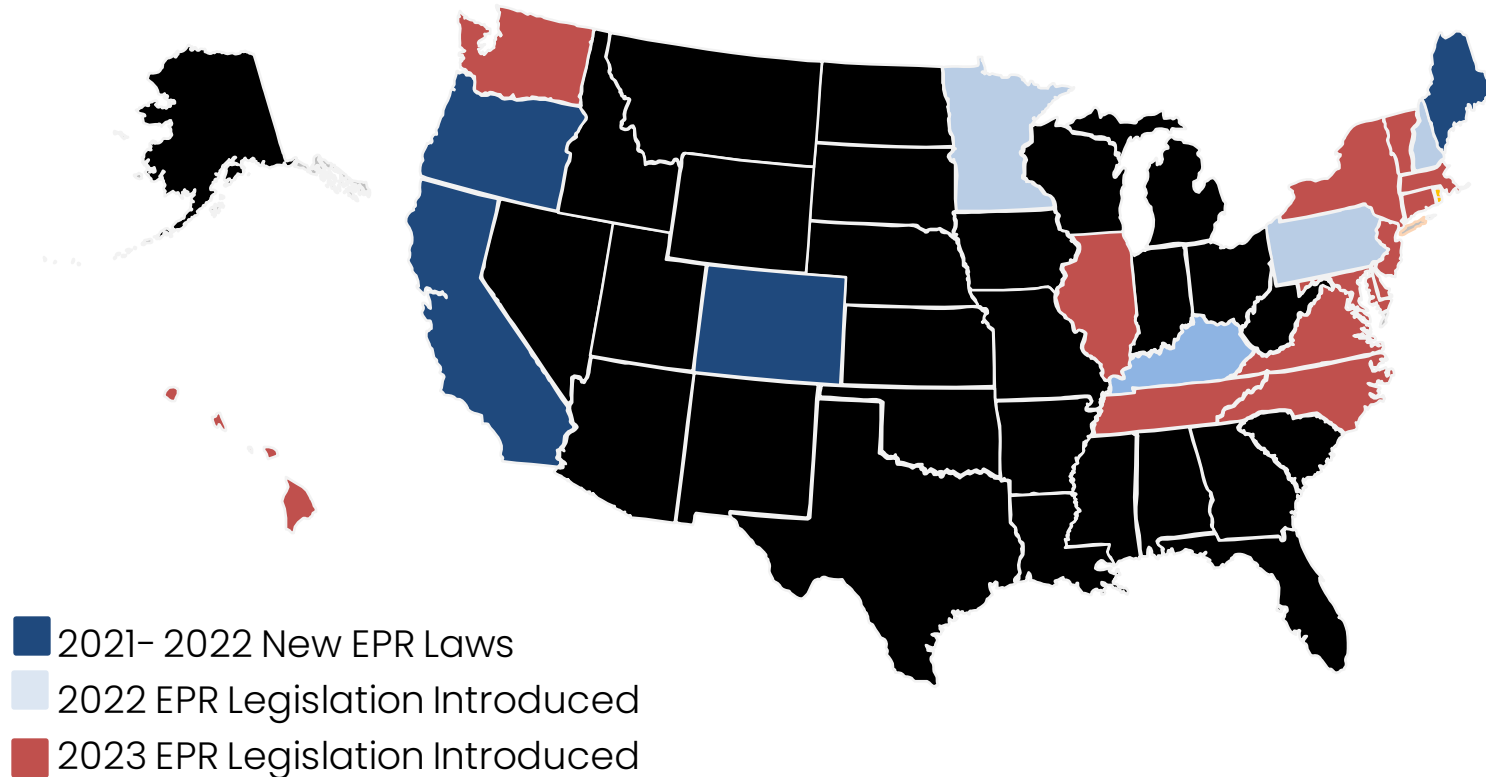 2021- 2022 New EPR Laws
2022 EPR Legislation Introduced
2023 EPR Legislation Introduced